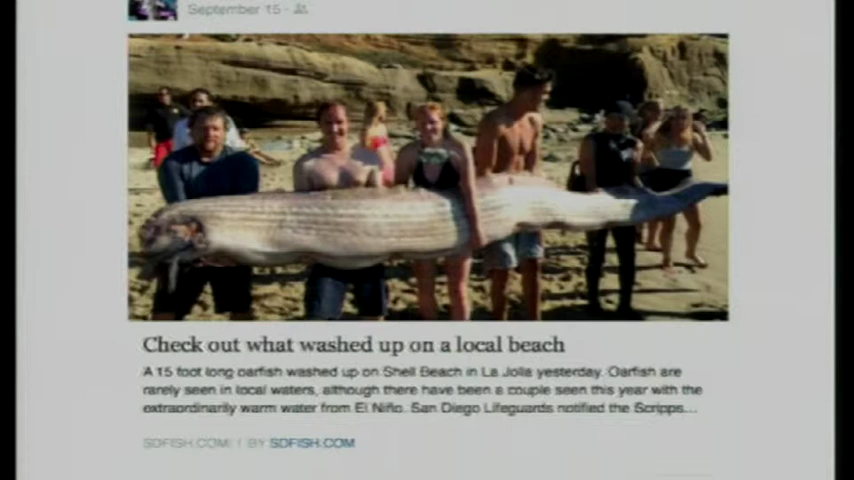 September 15
Check out what washed up on a local beach
A 15 foot long oarfish washed up on Shell Beach in La Jolla yesterday. Oarfish are
rarely seen in local waters, although there have been a couple seen this year with the
extraordinarily warm water from El Niño. San Diego Lifeguards notified the Scripps...
SDFISH.COM | BY SDFISH.COM